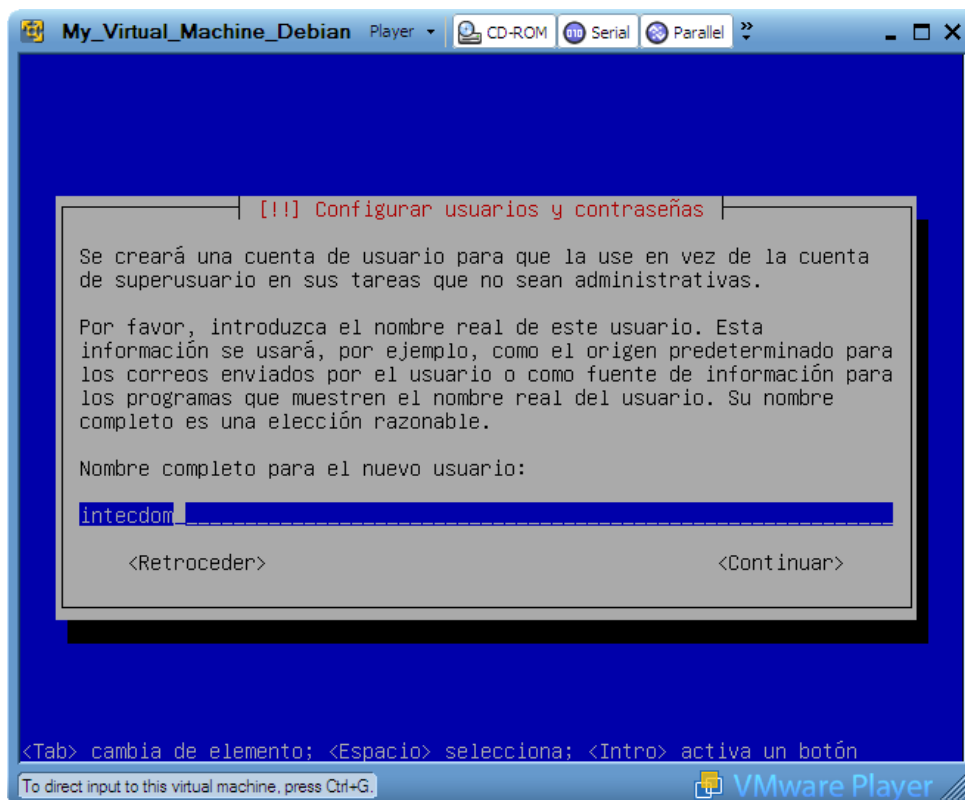 My_Virtual_Machine_Debian Player CD-ROM Serial Parallel
[!!] Configurar usuarios y contraseñas
Se creará una cuenta de usuario para que la use en vez de la cuenta
de superusuario en sus tareas que no sean administrativas.
Por favor, introduzca el nombre real de este usuario. Esta
información se usará, por ejemplo, como el origen predeterminado para
los correos enviados por el usuario o como fuente de información para
los programas que muestren el nombre real del usuario. Su nombre
completo es una elección razonable.
Nombre completo para el nuevo usuario:
intecdom
<Retroceder> <Continuar>
<Tab> cambia de elemento; <Espacio> selecciona; <Intro> activa un botón
To direct input to this virtual machine, press Ctrl+G. VMware Player